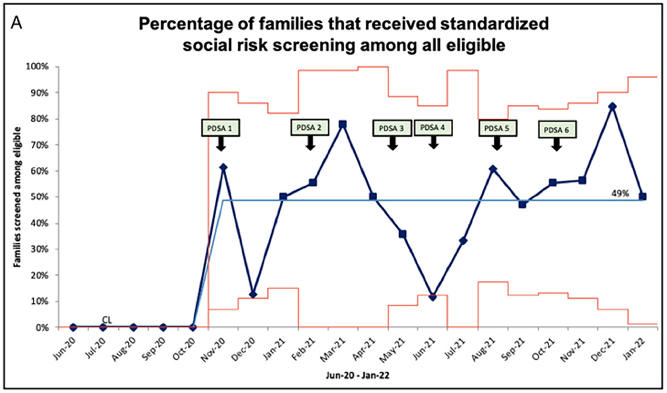 A
Percentage of families that received standardized
social risk screening among all eligible
Families screened among eligible
100%
90%
80%
70%
60%
50%
40%
30%
20%
10%
0%
PDSA 1
PDSA 2
PDSA 3
PDSA 4
PDSA 5
PDSA 6
49%
CL
Jun-20
Jul-20
Aug-20
Sep-20
Oct-20
Nov-20
Dec-20
Jan-21
Feb-21
Mar-21
Apr-21
May-21
Jun-21
Jul-21
Aug-21
Sep-21
Oct-21
Nov-21
Dec-21
Jan-22
Jun-20 - Jan-22